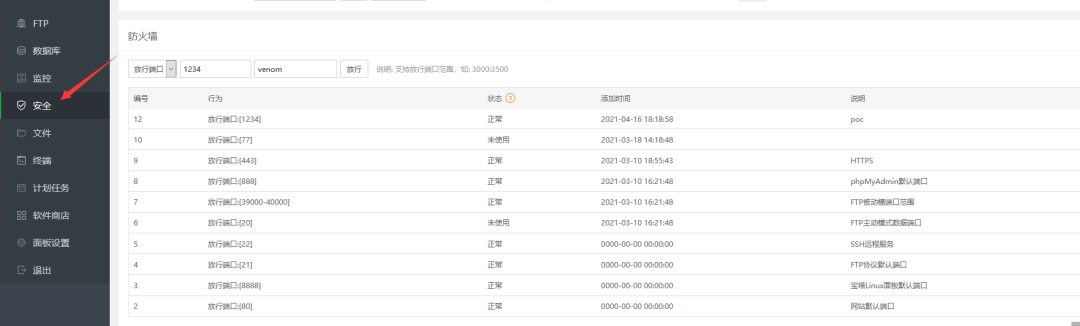 FTP
数据库
监控
安全
文件
终端
计划任务
软件商店
面板设置
退出
防火墙
放行端口 1234 venom 放行 说明: 支持放行端口范围，如: 3000:3500
编号 行为 状态 ? 添加时间 说明
12 放行端口:[1234] 正常 2021-04-16 18:18:58 poc
10 放行端口:[77] 未使用 2021-03-18 14:18:48
9 放行端口:[443] 正常 2021-03-10 18:55:43 HTTPS
8 放行端口:[888] 正常 2021-03-10 16:21:48 phpMyAdmin默认端口
7 放行端口:[39000-40000] 正常 2021-03-10 16:21:48 FTP被动模端口范围
6 放行端口:[20] 未使用 2021-03-10 16:21:48 FTP主动模式数据端口
5 放行端口:[22] 正常 0000-00-00 00:00:00 SSH远程服务
4 放行端口:[21] 正常 0000-00-00 00:00:00 FTP协议默认端口
3 放行端口:[8888] 正常 0000-00-00 00:00:00 宝塔Linux面板默认端口
2 放行端口:[80] 正常 0000-00-00 00:00:00 网站默认端口